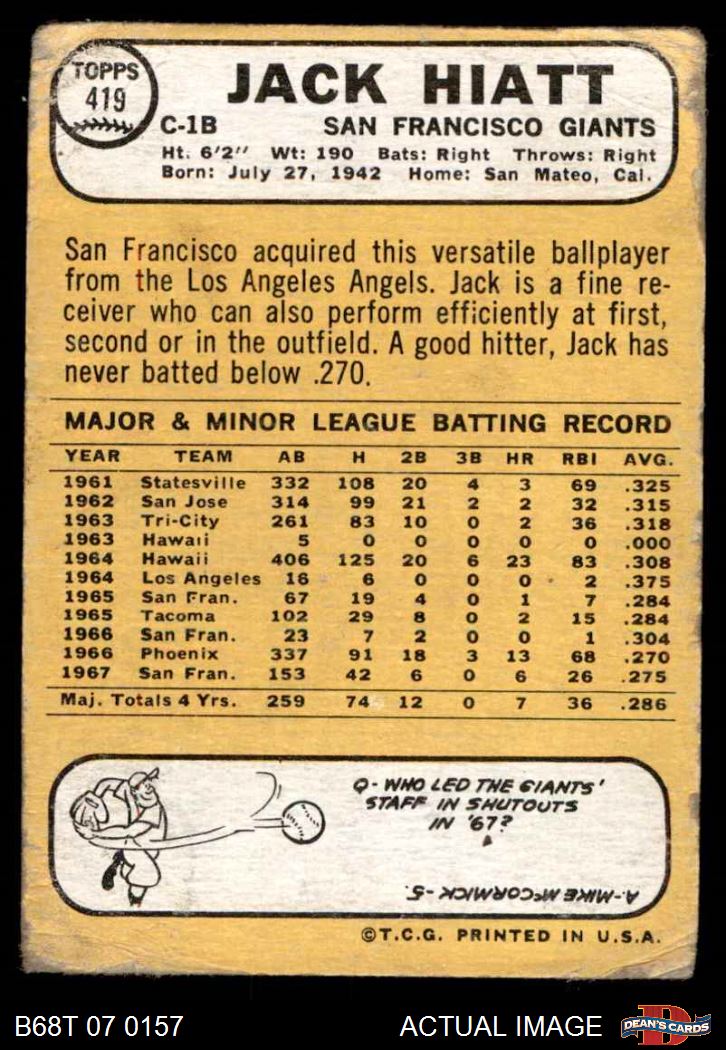 TOPPS
419
JACK HIATT
C-1B SAN FRANCISCO GIANTS
Ht: 6'2" Wt: 190 Bats: Right Throws: Right
Born: July 27, 1942 Home: San Mateo, Cal.
San Francisco acquired this versatile ballplayer
from the Los Angeles Angels. Jack is a fine re-
ceiver who can also perform efficiently at first,
second or in the outfield. A good hitter, Jack has
never batted below .270.
MAJOR & MINOR LEAGUE BATTING RECORD
YEAR TEAM AB H 2B 3B HR RBI AVG.
1961 Statesville 332 108 20 4 3 69 .325
1962 San Jose 314 99 21 2 2 32 .315
1963 Tri-City 261 83 10 0 2 36 .318
1963 Hawaii 5 0 0 0 0 0 .000
1964 Hawaii 406 125 20 6 23 83 .308
1964 Los Angeles 16 6 0 0 0 2 .375
1965 San Fran. 67 19 4 0 1 7 .284
1965 Tacoma 102 29 8 0 2 15 .284
1966 San Fran. 23 7 2 0 0 1 .304
1966 Phoenix 337 91 18 3 13 68 .270
1967 San Fran. 153 42 6 0 6 26 .275
Maj. Totals 4 Yrs. 259 74 12 0 7 36 .286
Q- WHO LED THE GIANTS'
STAFF IN SHUTOUTS
IN '67?
A-MIKE McCORMICK-5.
©T.C.G. PRINTED IN U.S.A.
B68T 07 0157 ACTUAL IMAGE DEAN'S CARDS